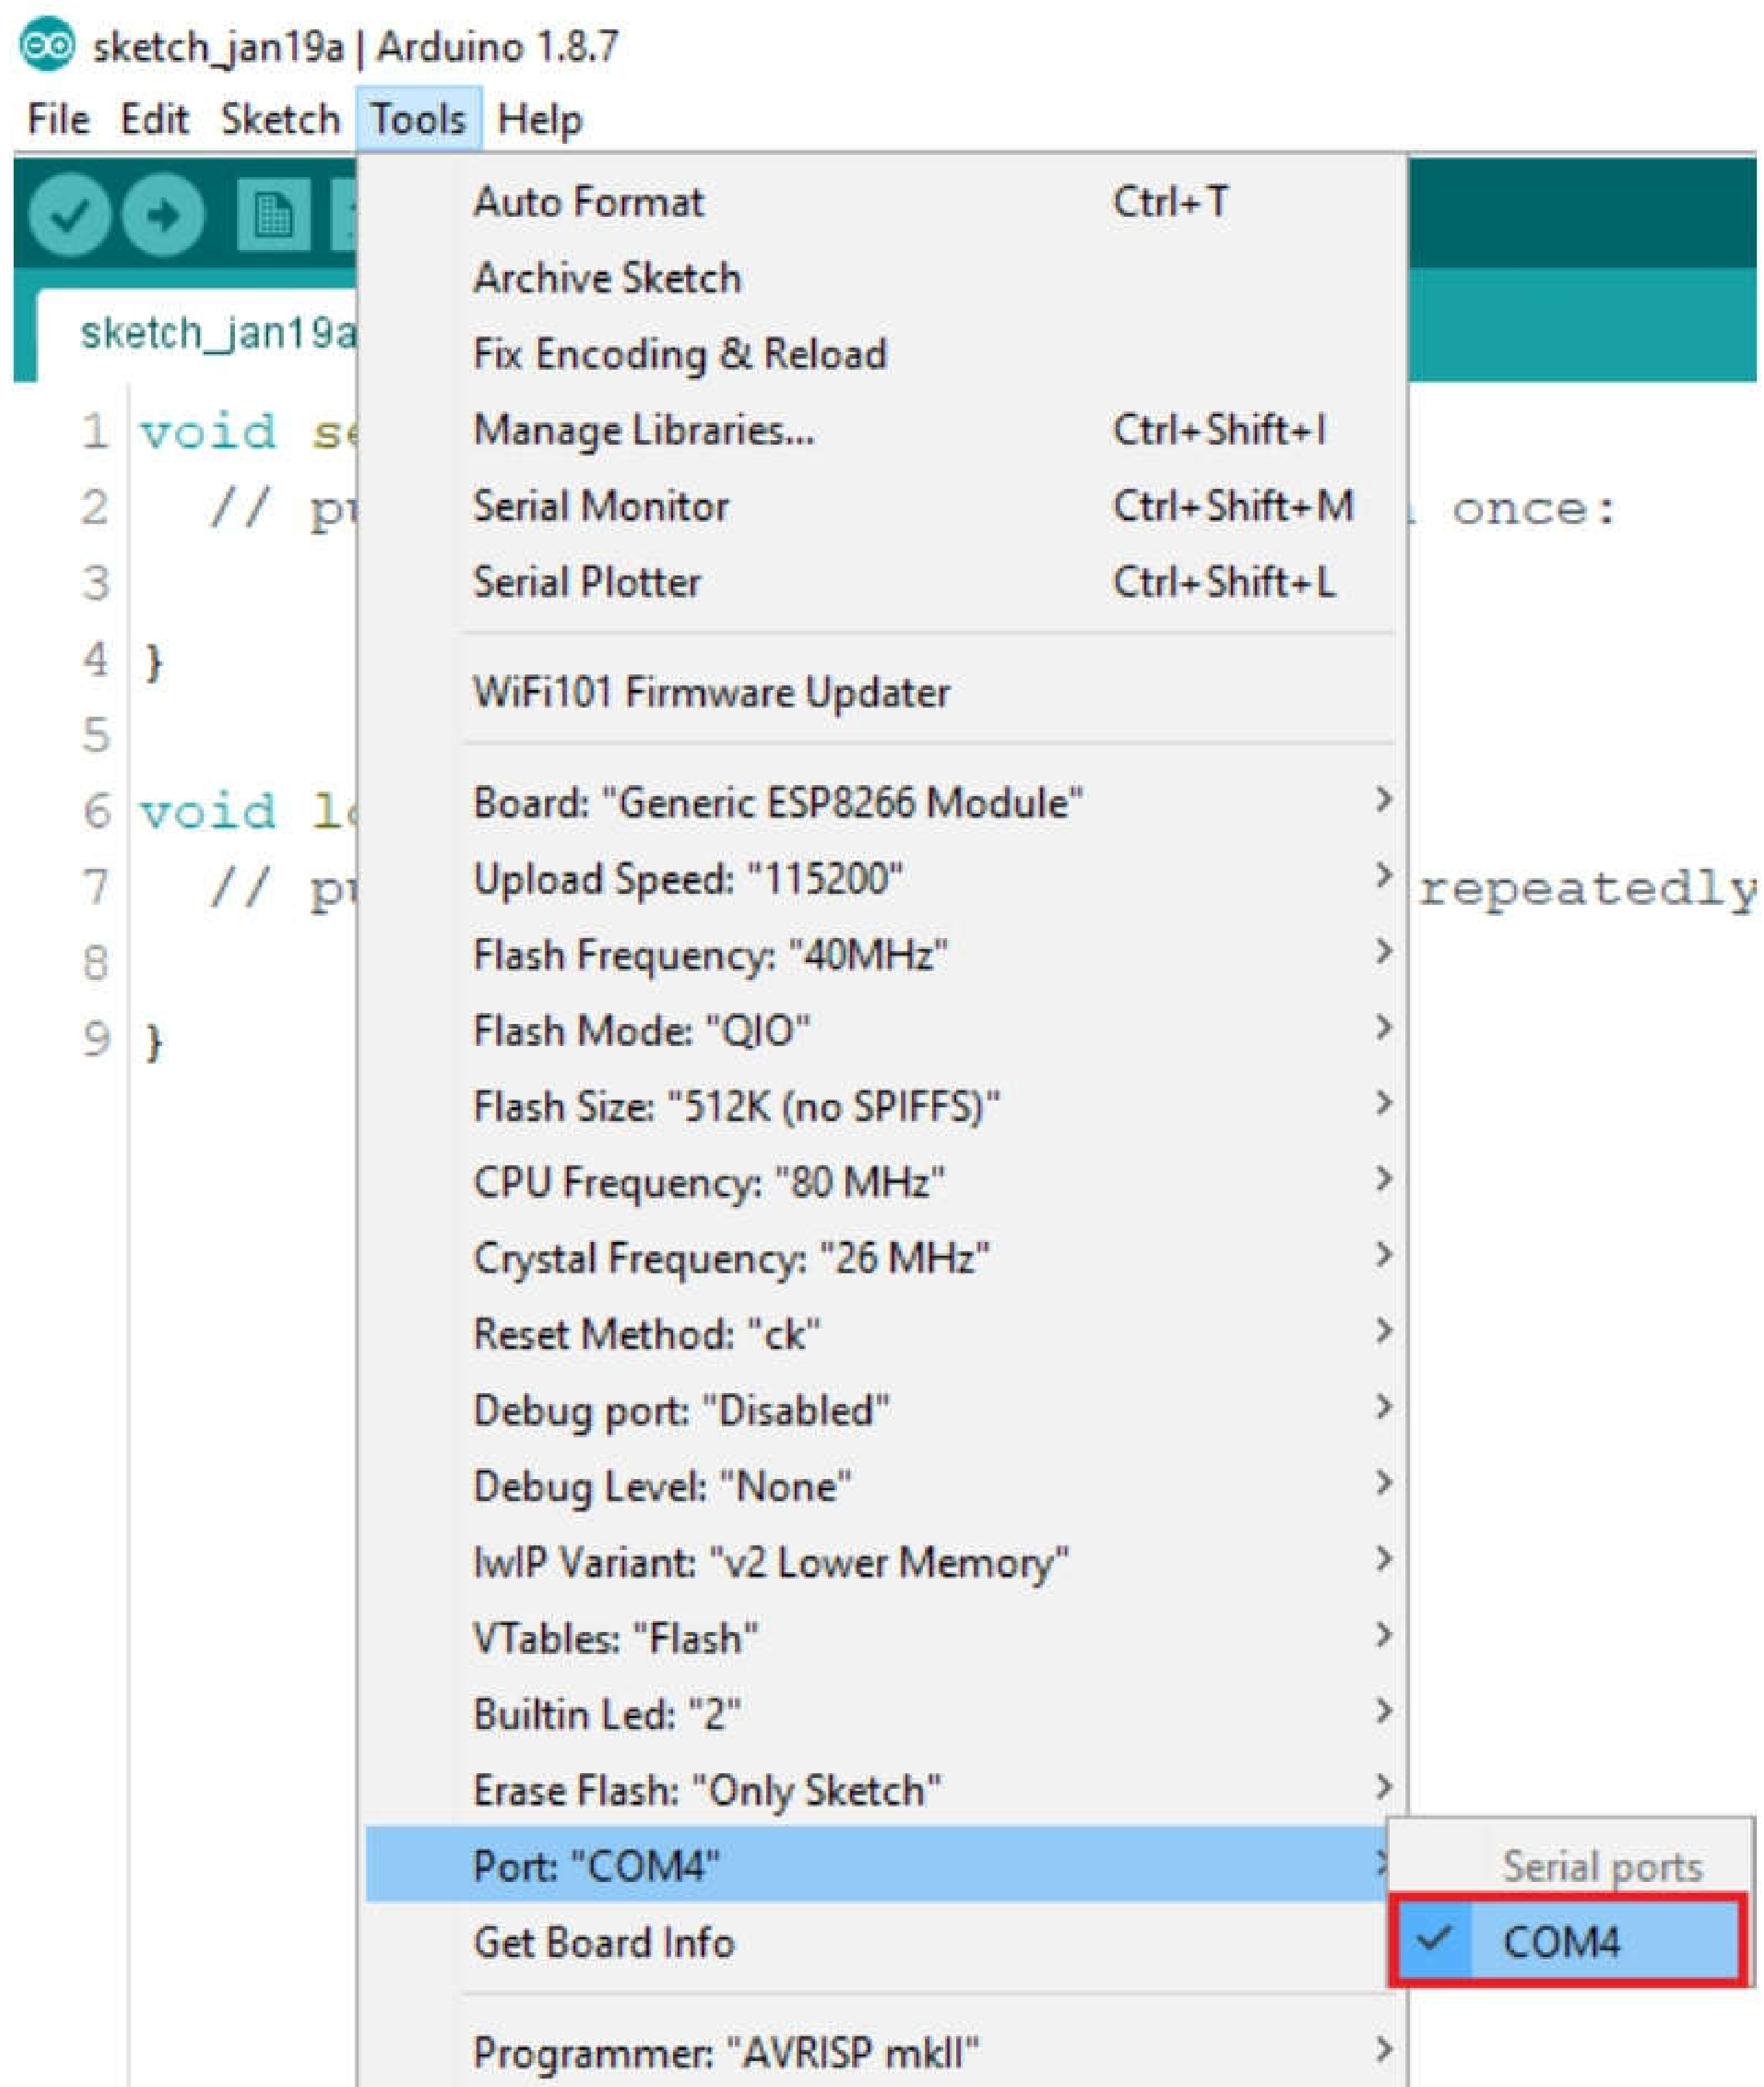 sketch_jan19a | Arduino 1.8.7
File Edit Sketch Tools Help
Auto Format Ctrl+T
Archive Sketch
sketch_jan19a
Fix Encoding & Reload
1 void
Manage Libraries... Ctrl+Shift+I
2 // once:
Serial Monitor Ctrl+Shift+M
3
Serial Plotter Ctrl+Shift+L
4 }
WiFi101 Firmware Updater
5
6 void
Board: "Generic ESP8266 Module"
7 // repeatedly
Upload Speed: "115200"
8
Flash Frequency: "40MHz"
9 }
Flash Mode: "QIO"
Flash Size: "512K (no SPIFFS)"
CPU Frequency: "80 MHz"
Crystal Frequency: "26 MHz"
Reset Method: "ck"
Debug port: "Disabled"
Debug Level: "None"
lwIP Variant: "v2 Lower Memory"
VTables: "Flash"
Builtin Led: "2"
Erase Flash: "Only Sketch"
Port: "COM4"
Serial ports
COM4
Get Board Info
Programmer: "AVRISP mkII"